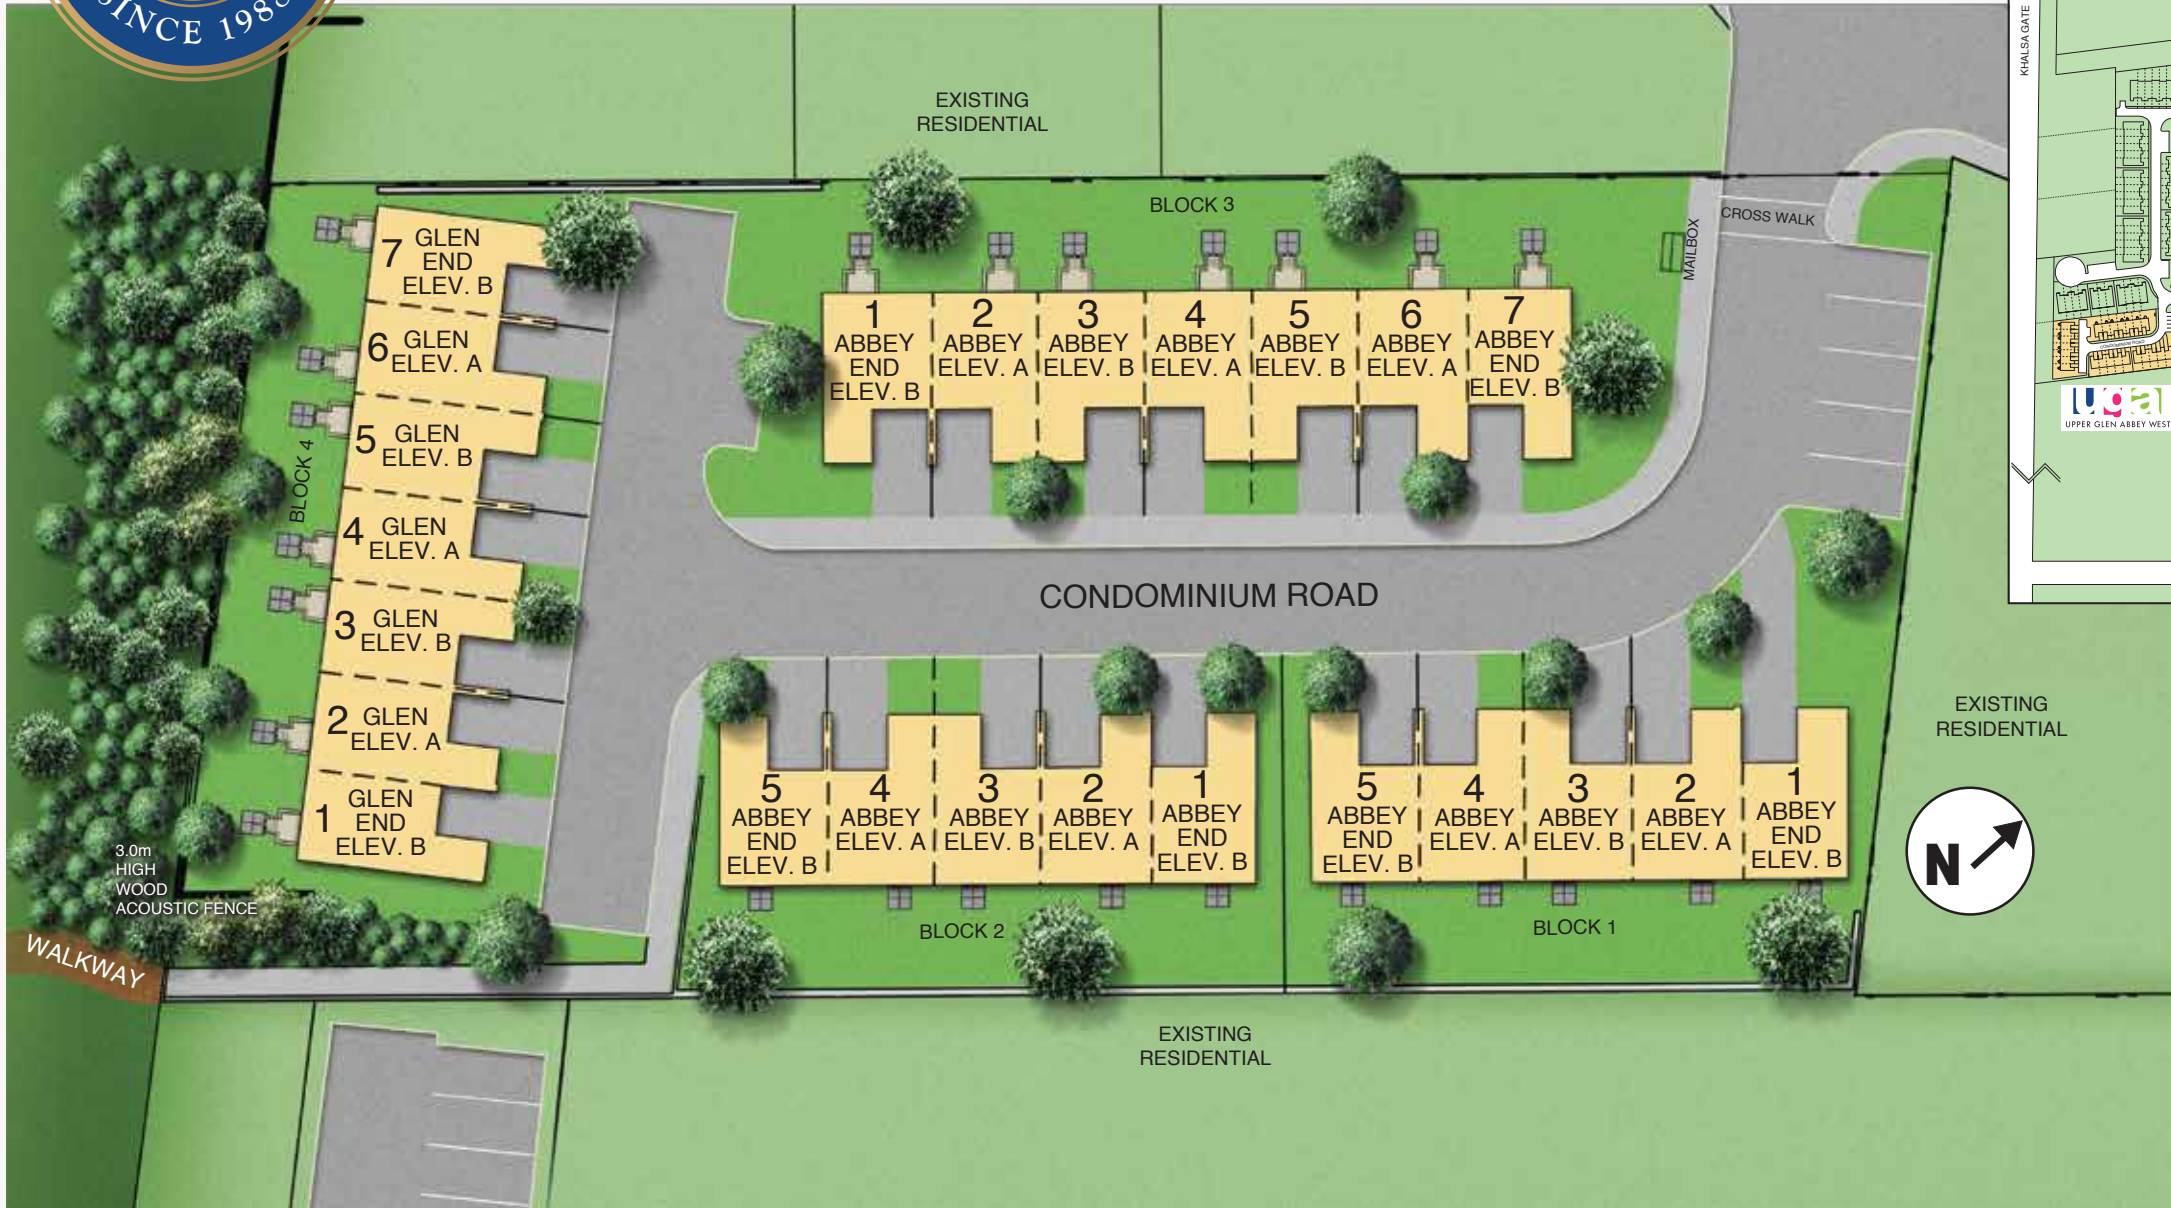 SINCE 1988
EXISTING
RESIDENTIAL
KHALSA GATE
BLOCK 3
CROSS WALK
MAILBOX
7
GLEN
END
ELEV. B
6
GLEN
ELEV. A
5
GLEN
ELEV. B
4
GLEN
ELEV. A
3
GLEN
ELEV. B
2
GLEN
ELEV. A
1
GLEN
END
ELEV. B
BLOCK 4
1
ABBEY
END
ELEV. B
2
ABBEY
ELEV. A
3
ABBEY
ELEV. B
4
ABBEY
ELEV. A
5
ABBEY
ELEV. B
6
ABBEY
ELEV. A
7
ABBEY
END
ELEV. B
CONDOMINIUM ROAD
uga
UPPER GLEN ABBEY WEST
CONDOMINIUM ROAD
5
ABBEY
END
ELEV. B
4
ABBEY
ELEV. A
3
ABBEY
ELEV. B
2
ABBEY
ELEV. A
1
ABBEY
END
ELEV. B
BLOCK 2
5
ABBEY
END
ELEV. B
4
ABBEY
ELEV. A
3
ABBEY
ELEV. B
2
ABBEY
ELEV. A
1
ABBEY
END
ELEV. B
BLOCK 1
EXISTING
RESIDENTIAL
N
3.0m
HIGH
WOOD
ACOUSTIC FENCE
WALKWAY
EXISTING
RESIDENTIAL